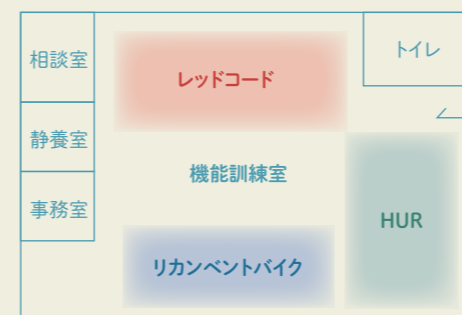 相談室
レッドコード
トイレ
静養室
機能訓練室
事務室
HUR
リカンベントバイク